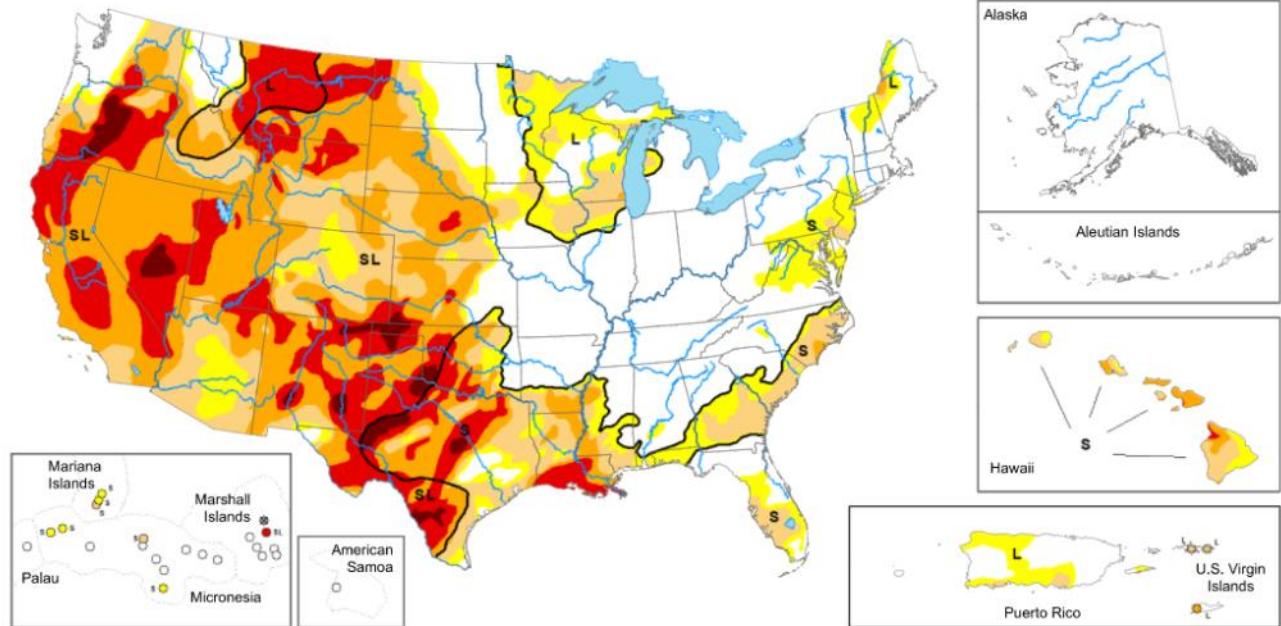 L
L
L
SL
SL
S
S
S
SL
S
Alaska
Aleutian Islands
S
Hawaii
Mariana
Islands
S
S
S
S
S
Marshall
Islands
SL
Palau
S
Micronesia
American
Samoa
L
L
L
U.S. Virgin
Islands
L
Puerto Rico